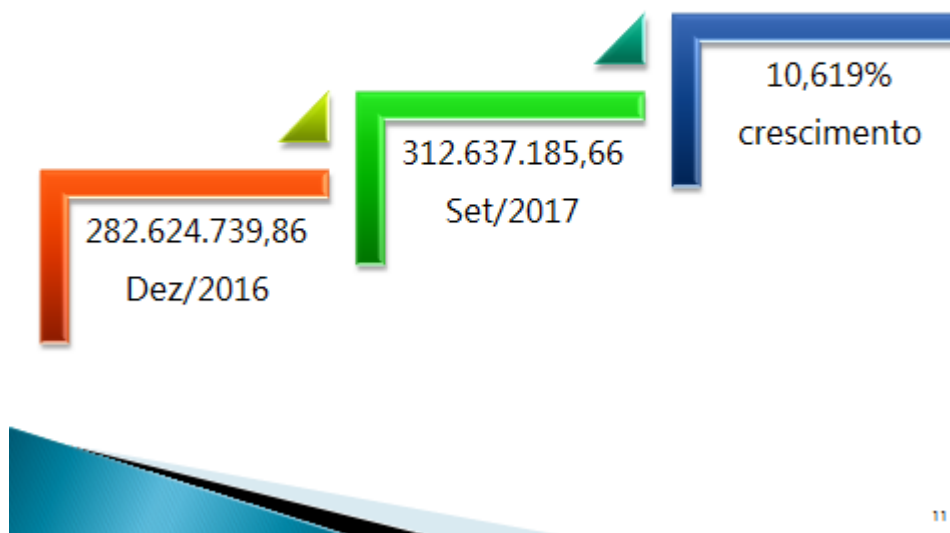 282.624.739,86
Dez/2016
312.637.185,66
Set/2017
10,619%
crescimento
11